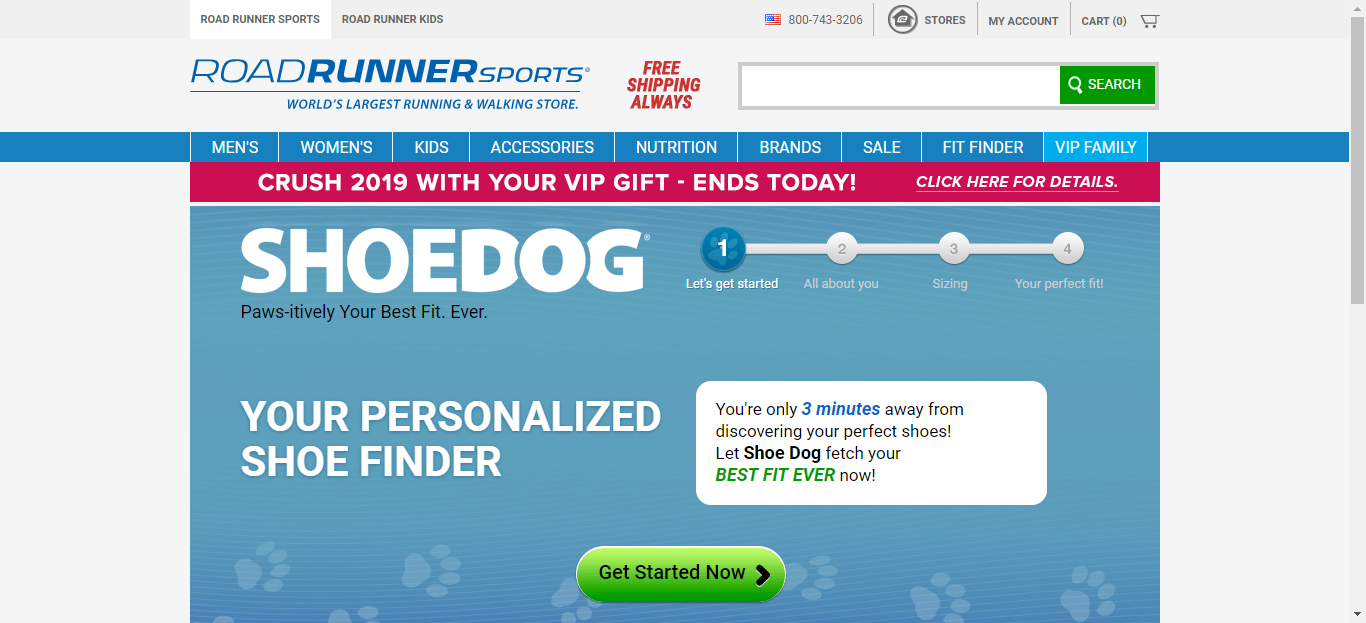 ROAD RUNNER SPORTS
ROAD RUNNER KIDS
800-743-3206
STORES
MY ACCOUNT
CART (0)
ROADRUNNERSPORTS®
WORLD'S LARGEST RUNNING & WALKING STORE.
FREE
SHIPPING
ALWAYS
SEARCH
MEN'S
WOMEN'S
KIDS
ACCESSORIES
NUTRITION
BRANDS
SALE
FIT FINDER
VIP FAMILY
CRUSH 2019 WITH YOUR VIP GIFT - ENDS TODAY!
CLICK HERE FOR DETAILS.
SHOEDOG®
Paws-itively Your Best Fit. Ever.
1
2
3
4
Let's get started
All about you
Sizing
Your perfect fit!
YOUR PERSONALIZED
SHOE FINDER
You're only 3 minutes away from
discovering your perfect shoes!
Let Shoe Dog fetch your
BEST FIT EVER now!
Get Started Now